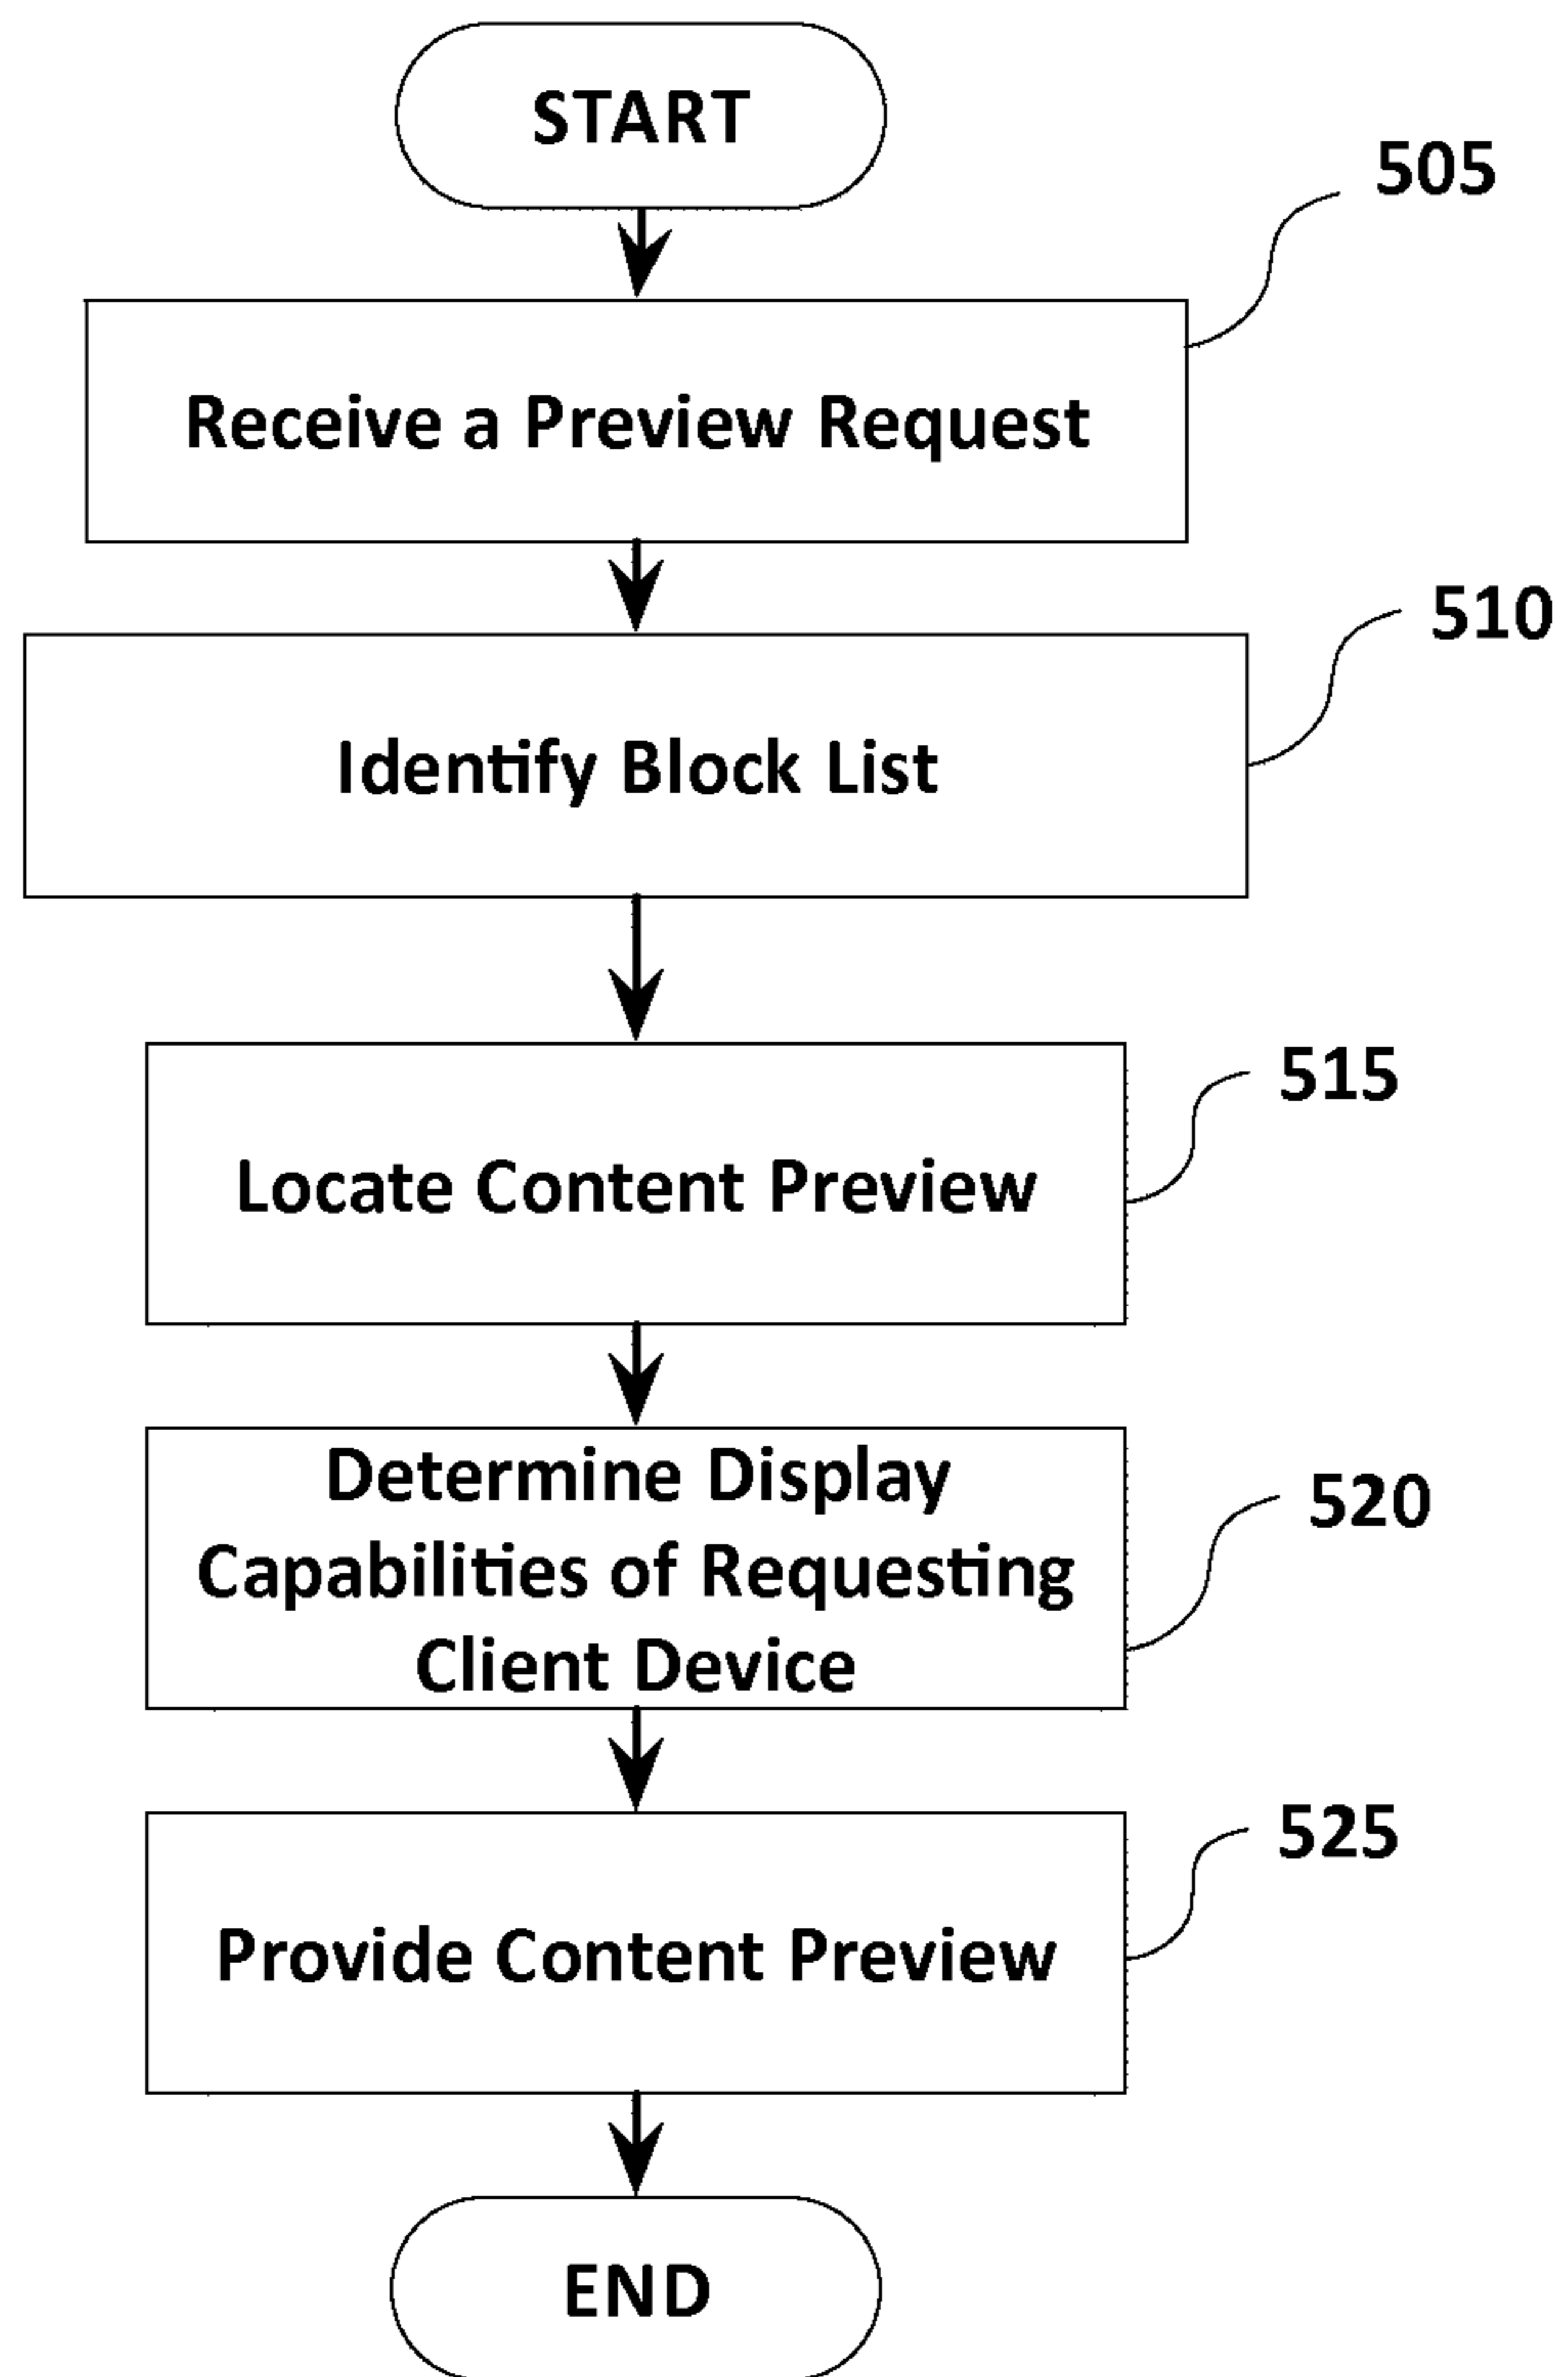 START
505
Receive a Preview Request
510
Identify Block List
515
Locate Content Preview
520
Determine Display
Capabilities of Requesting
Client Device
525
Provide Content Preview
END